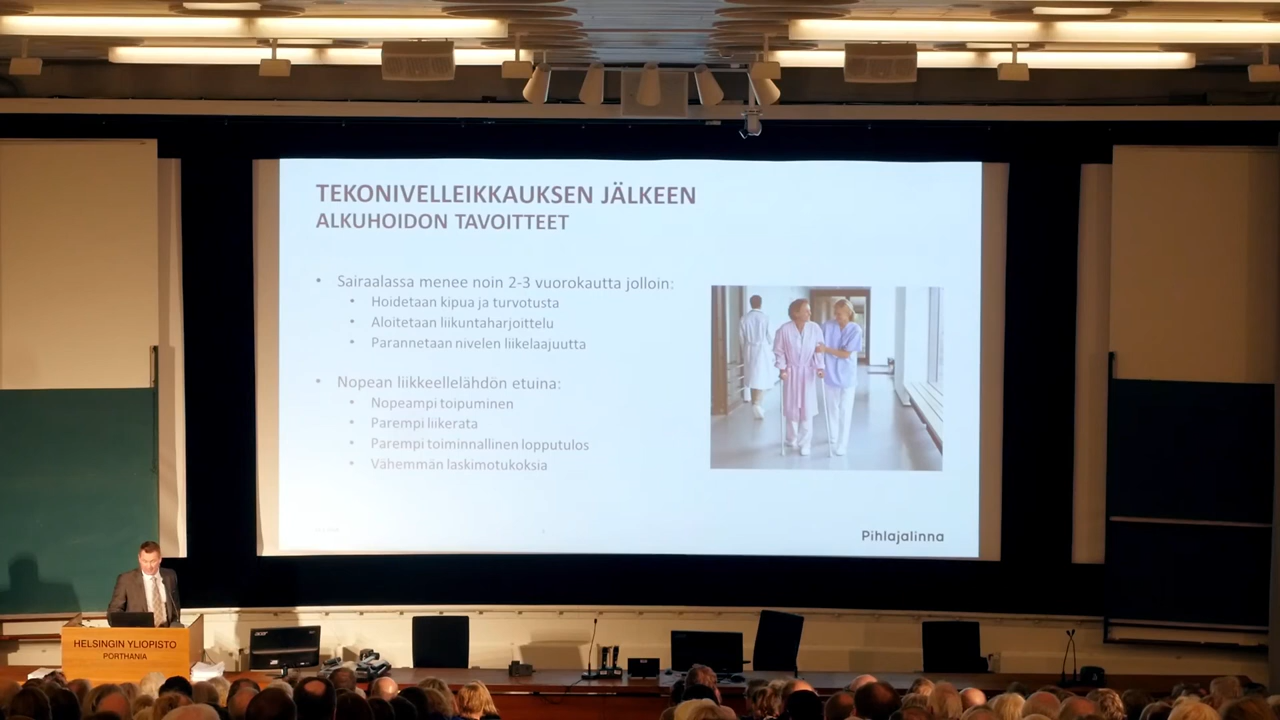 TEKONIVELLEIKKAUKSEN JÄLKEEN
ALKUHOIDON TAVOITTEET
• Sairaalassa menee noin 2-3 vuorokautta jolloin:
• Hoidetaan kipua ja turvotusta
• Aloitetaan liikuntaharjoittelu
• Parannetaan nivelen liikelaajuutta
• Nopean liikkeellelähdön etuina:
• Nopeampi toipuminen
• Parempi liikerata
• Parempi toiminnallinen lopputulos
• Vähemmän laskimotukoksia
Pihlajalinna
HELSINGIN YLIOPISTO
PORTHANIA
acer